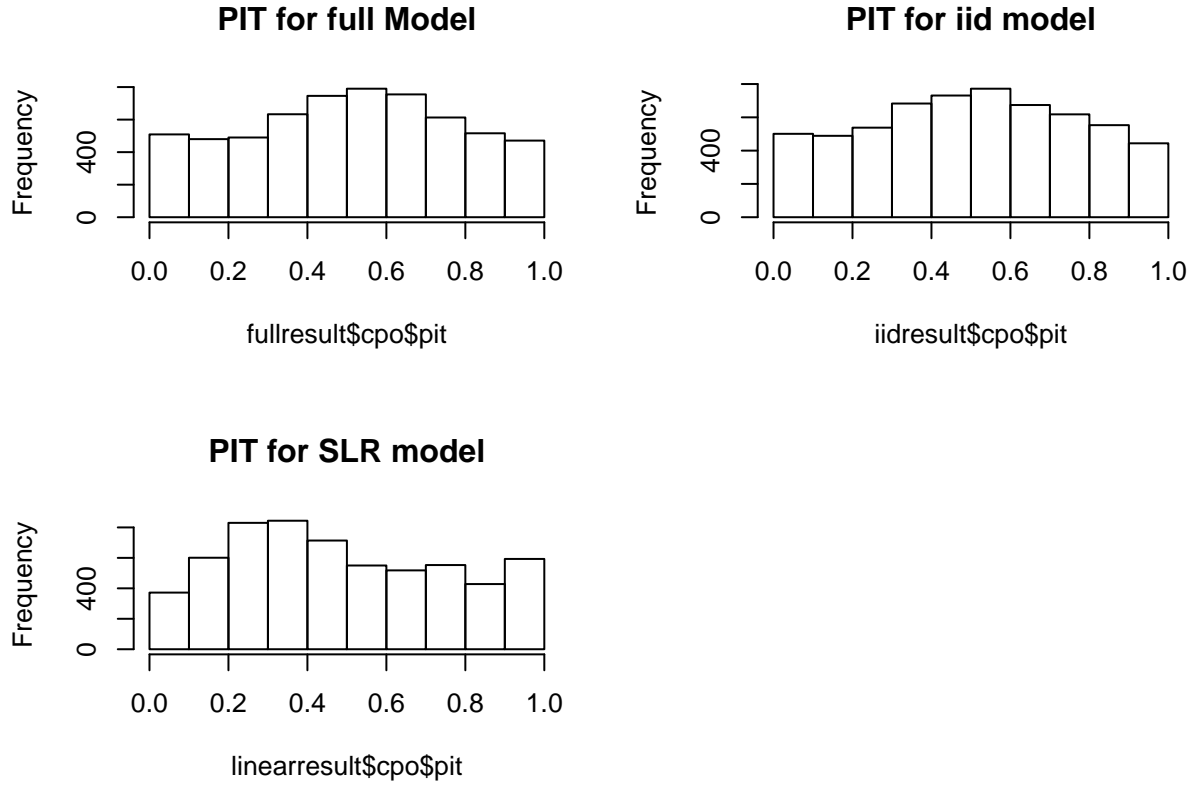 PIT for full Model
Frequency
0 400
0.0 0.2 0.4 0.6 0.8 1.0
fullresult$cpo$pit
PIT for iid model
Frequency
0 400
0.0 0.2 0.4 0.6 0.8 1.0
iidresult$cpo$pit
PIT for SLR model
Frequency
0 400
0.0 0.2 0.4 0.6 0.8 1.0
linearresult$cpo$pit